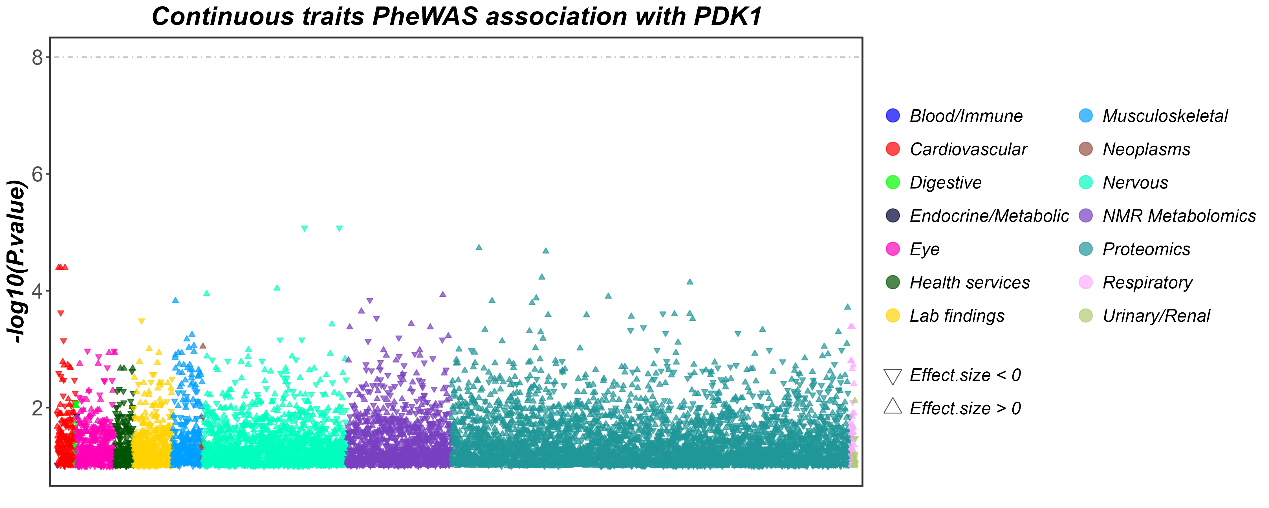 Continuous traits PheWAS association with PDK1
-log10(P.value)
8
6
4
2
Blood/Immune
Cardiovascular
Digestive
Endocrine/Metabolic
Eye
Health services
Lab findings
Musculoskeletal
Neoplasms
Nervous
NMR Metabolomics
Proteomics
Respiratory
Urinary/Renal
Effect.size < 0
Effect.size > 0